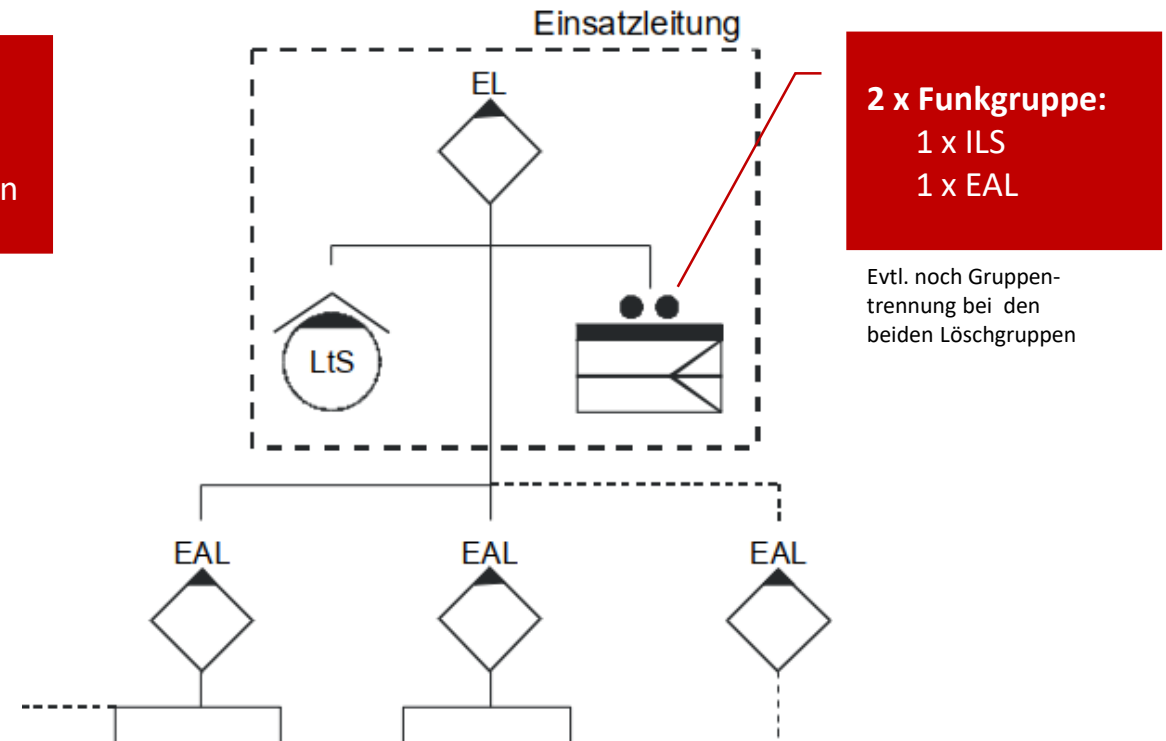 Einsatzleitung
EL
LtS
n
2 x Funkgruppe:
1 x ILS
1 x EAL
Evtl. noch Gruppen-
trennung bei den
beiden Löschgruppen
EAL
EAL
EAL